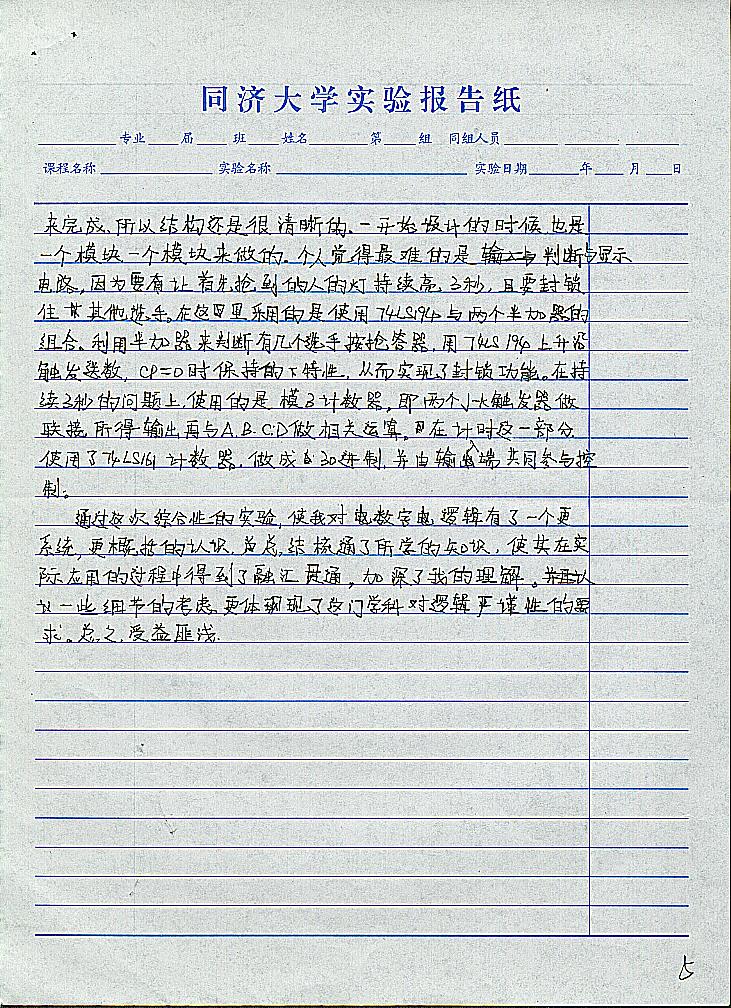 同济大学实验报告纸
专业 届 班 姓名 第 组 同组人员
课程名称 实验名称 实验日期 年 月 日
来完成,所以结构还是很清晰的。一开始设计的时候,也是
一个模块一个模块来做的。个人觉得最难的是 判断与显示
电路,因为要有让首先抢到的人的灯持续亮3秒,且要封锁
住其他选手。在这里采用的是使用74LS194与两个半加器的
组合。利用半加器来判断有几个选手按抢答器,用74LS194上升沿
触发送数,CP=0时保持的特性,从而实现了封锁功能。在持
续3秒的问题上,使用的是模3计数器,即两个J-K触发器做
联接,所得输出再与A.B.C.D做相关运算。在计时这一部分,
使用了74LS161计数器,做成30进制,并由输入端共同参与控
制。
通过这次综合性的实验,使我对数字电逻辑有了一个更
系统,更概括的认识,总结梳通了所学的知识,使其在实
际应用的过程中得到了融汇贯通,加深了我的理解。
一些细节的考虑,更体现了专门学科对逻辑严谨性的要
求。总之,受益匪浅.
5